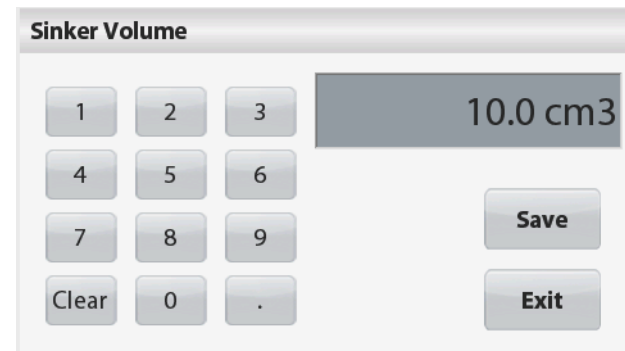 Sinker Volume
10.0 cm3
1 2 3
4 5 6
7 8 9
Clear 0 .
Save
Exit